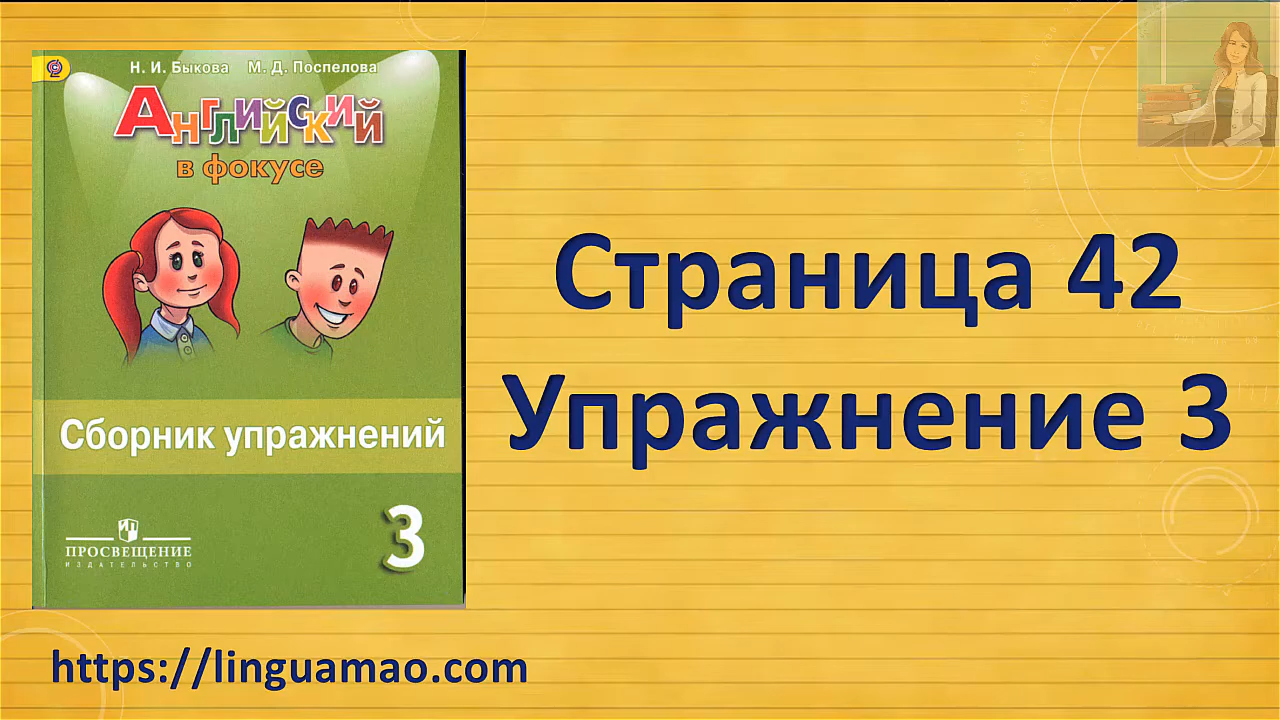 Н. И. Быкова М. Д. Поспелова
Английский
в фокусе
Сборник упражнений
3
ПРОСВЕЩЕНИЕ
ИЗДАТЕЛЬСТВО
Страница 42
Упражнение 3
https://linguamao.com